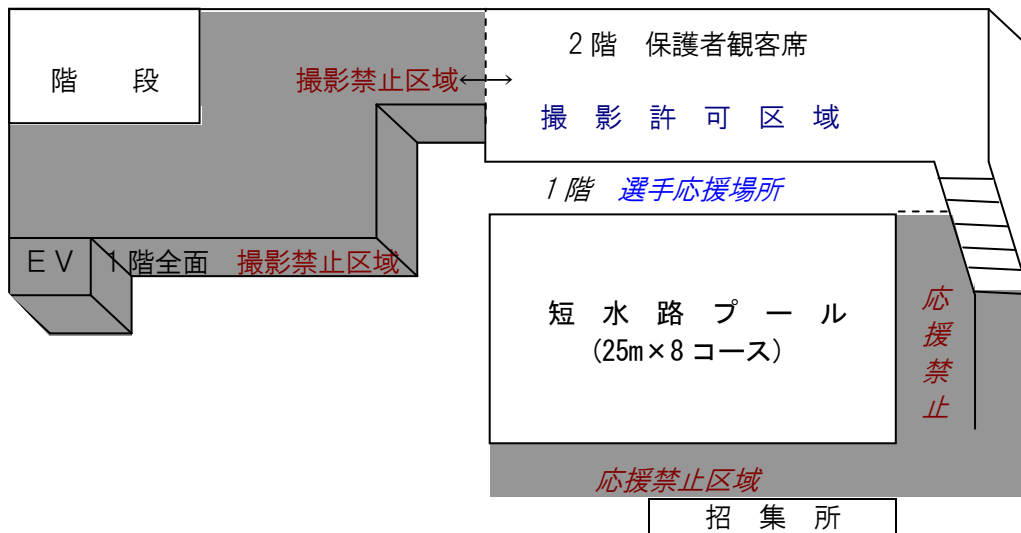 2階 保護者観客席
階 段
撮影禁止区域
撮 影 許 可 区 域
1階 選手応援場所
EV
1階全面 撮影禁止区域
短 水 路 プ ー ル
(25m×8コース)
応援禁止
応援禁止区域
招 集 所